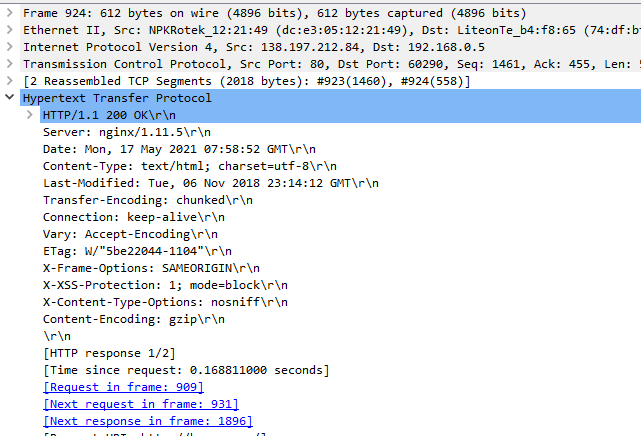 Frame 924: 612 bytes on wire (4896 bits), 612 bytes captured (4896 bits)
Ethernet II, Src: NPKRotek_12:21:49 (dc:e3:05:12:21:49), Dst: LiteonTe_b4:f8:65 (74:df:b
Internet Protocol Version 4, Src: 138.197.212.84, Dst: 192.168.0.5
Transmission Control Protocol, Src Port: 80, Dst Port: 60290, Seq: 1461, Ack: 455, Len: 5
[2 Reassembled TCP Segments (2018 bytes): #923(1460), #924(558)]
Hypertext Transfer Protocol
HTTP/1.1 200 OK\r\n
Server: nginx/1.11.5\r\n
Date: Mon, 17 May 2021 07:58:52 GMT\r\n
Content-Type: text/html; charset=utf-8\r\n
Last-Modified: Tue, 06 Nov 2018 23:14:12 GMT\r\n
Transfer-Encoding: chunked\r\n
Connection: keep-alive\r\n
Vary: Accept-Encoding\r\n
ETag: W/"5be22044-1104"\r\n
X-Frame-Options: SAMEORIGIN\r\n
X-XSS-Protection: 1; mode=block\r\n
X-Content-Type-Options: nosniff\r\n
Content-Encoding: gzip\r\n
\r\n
[HTTP response 1/2]
[Time since request: 0.168811000 seconds]
[Request in frame: 909]
[Next request in frame: 931]
[Next response in frame: 1896]